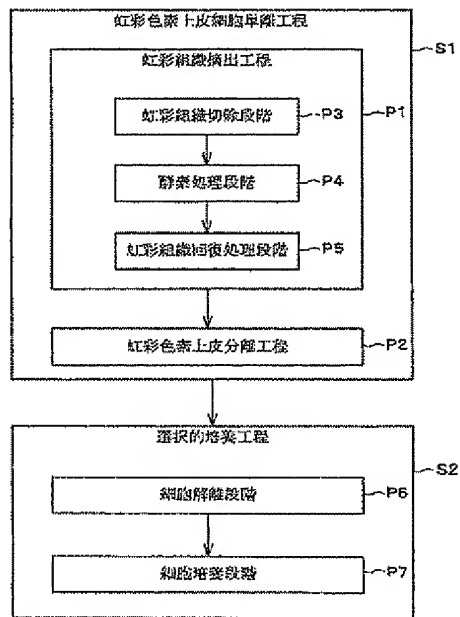 虹彩色素上皮細胞単離工程
S1
虹彩組織摘出工程
P1
虹彩組織切除段階
P3
酵素処理段階
P4
虹彩組織回復処理段階
P5
虹彩色素上皮分離工程
P2
選択的培養工程
S2
細胞解離段階
P6
細胞培養段階
P7